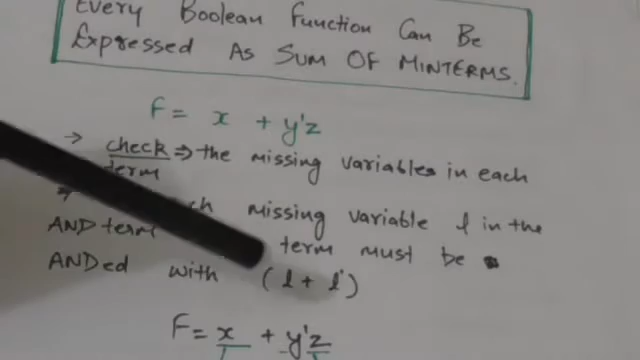 Every Boolean Function Can Be
Expressed As Sum Of Minterms.
F = x + y'z
→ check ⇒ the missing variables in each
term
missing variable l in the
AND term term must be
ANDed with (l + l')
F = x + y'z